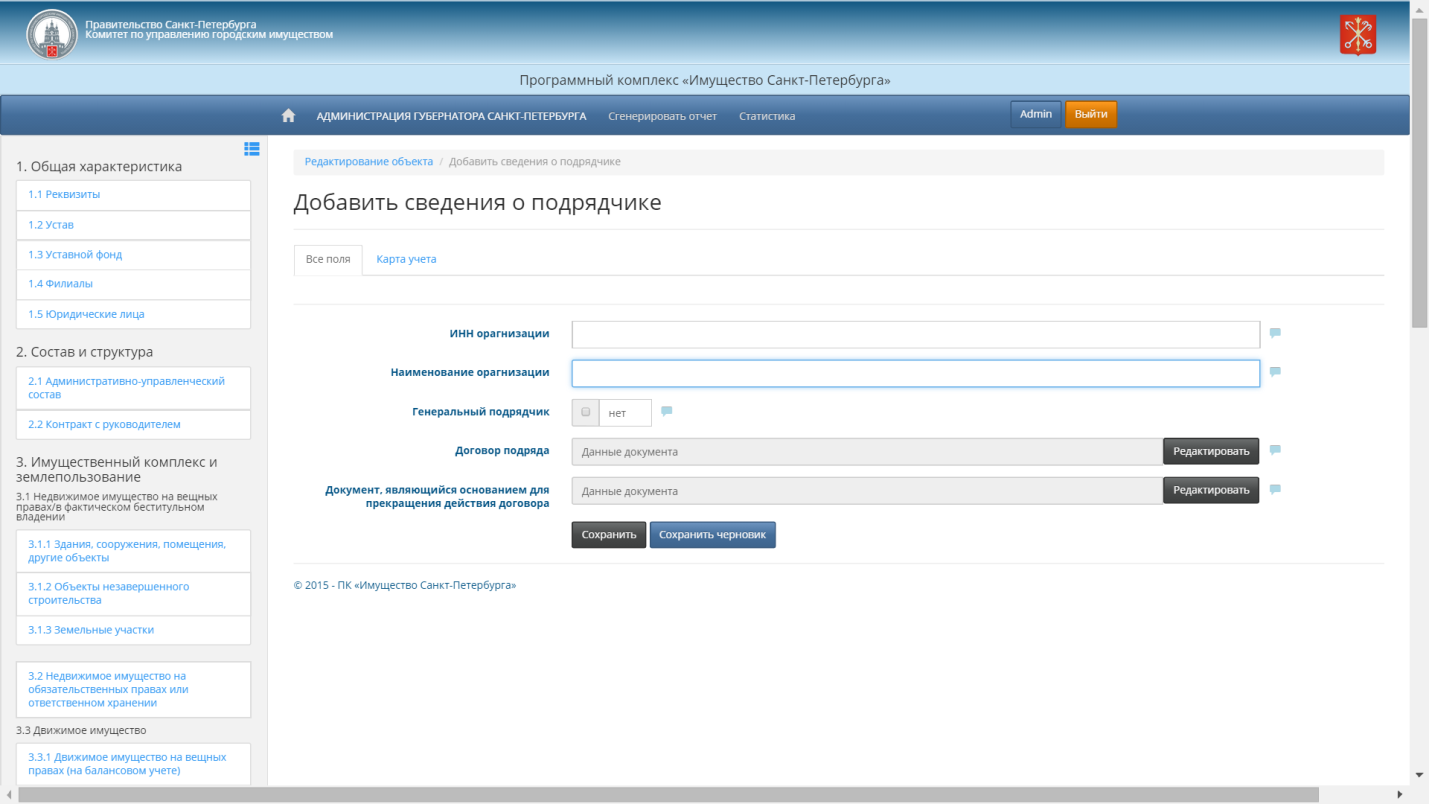 Правительство Санкт-Петербурга
Комитет по управлению городским имуществом
Программный комплекс «Имущество Санкт-Петербурга»
АДМИНИСТРАЦИЯ ГУБЕРНАТОРА САНКТ-ПЕТЕРБУРГА Сгенерировать отчет Статистика Admin Выйти
1. Общая характеристика
1.1 Реквизиты
1.2 Устав
1.3 Уставной фонд
1.4 Филиалы
1.5 Юридические лица
2. Состав и структура
2.1 Административно-управленческий
состав
2.2 Контракт с руководителем
3. Имущественный комплекс и
землепользование
3.1 Недвижимое имущество на вещных
правах/в фактическом беститульном
владении
3.1.1 Здания, сооружения, помещения,
другие объекты
3.1.2 Объекты незавершенного
строительства
3.1.3 Земельные участки
3.2 Недвижимое имущество на
обязательственных правах или
ответственном хранении
3.3 Движимое имущество
3.3.1 Движимое имущество на вещных
правах (на балансовом учете)
Редактирование объекта / Добавить сведения о подрядчике
Добавить сведения о подрядчике
Все поля Карта учета
ИНН орагнизации
Наименование орагнизации
Генеральный подрядчик нет
Договор подряда Данные документа Редактировать
Документ, являющийся основанием для
прекращения действия договора Данные документа Редактировать
Сохранить Сохранить черновик
© 2015 - ПК «Имущество Санкт-Петербурга»